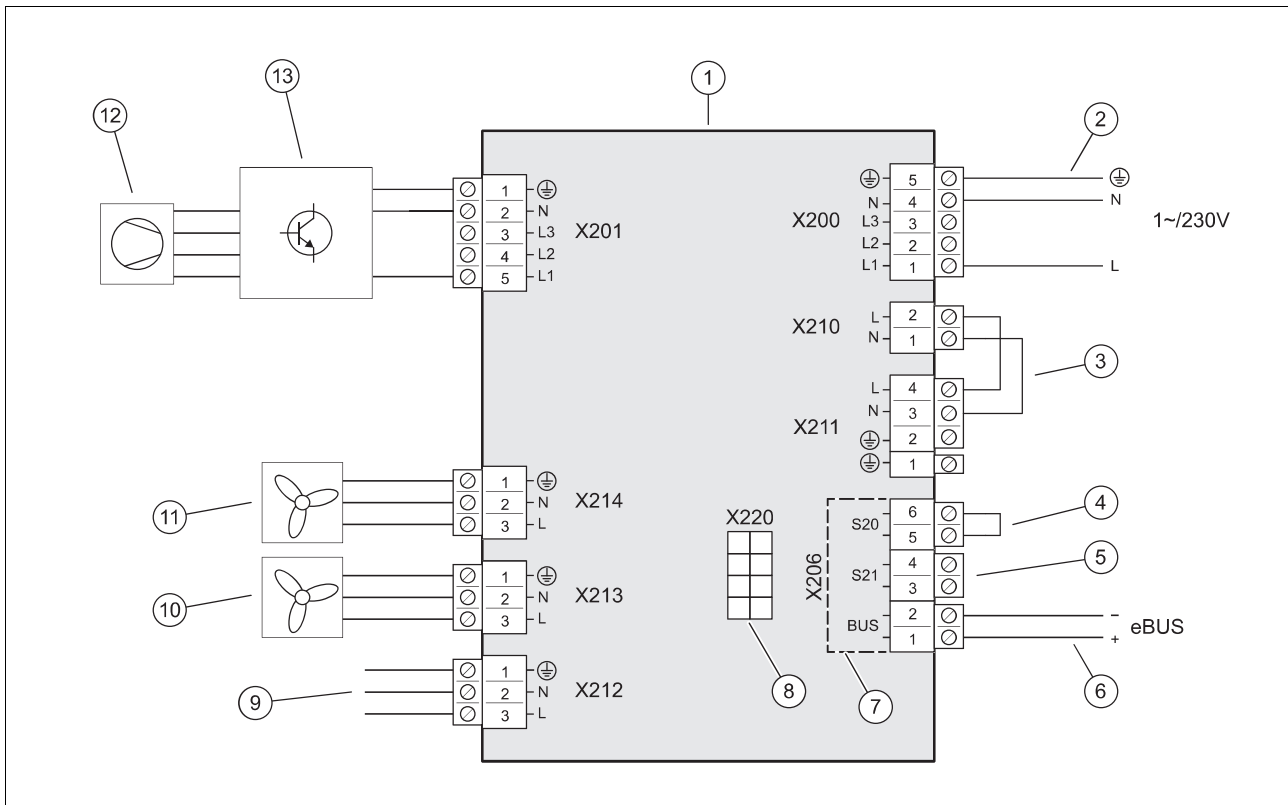 13
1
12
2
1
2 N
3 L3 X201
4 L2
5 L1
5
X200 N 4 N 1~/230V
L3 3
L2 2
L1 1 L
X210 L 2
N 1
3
L 4
N 3
X211 2
1
11
1
2 N X214
3 L
X220
X206
S20 6
5
4
S21 4
3
5
BUS 2 − eBUS
1 +
10
1
2 N X213
3 L
9
1
2 N X212
3 L
8
7
6